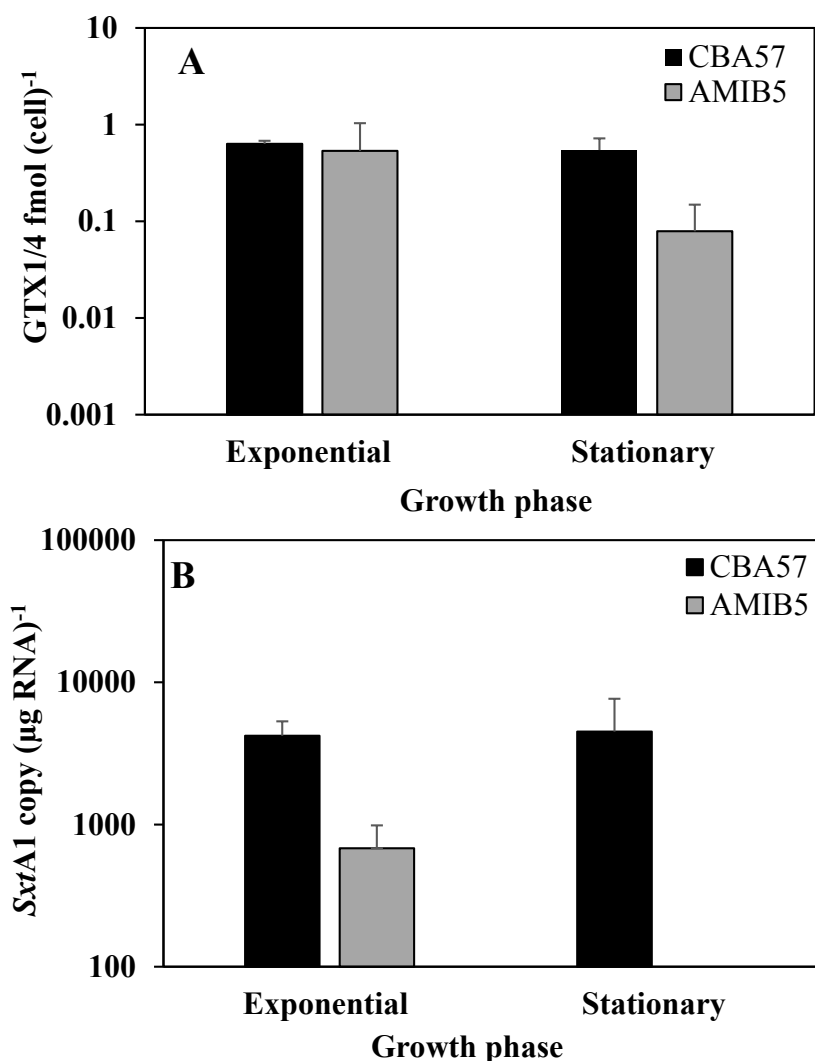 A
CBA57
AMIB5
10
1
0.1
0.01
0.001
GTX1/4 fmol (cell)-1
Exponential Stationary
Growth phase
B
CBA57
AMIB5
100000
10000
1000
100
SxtA1 copy (µg RNA)-1
Exponential Stationary
Growth phase